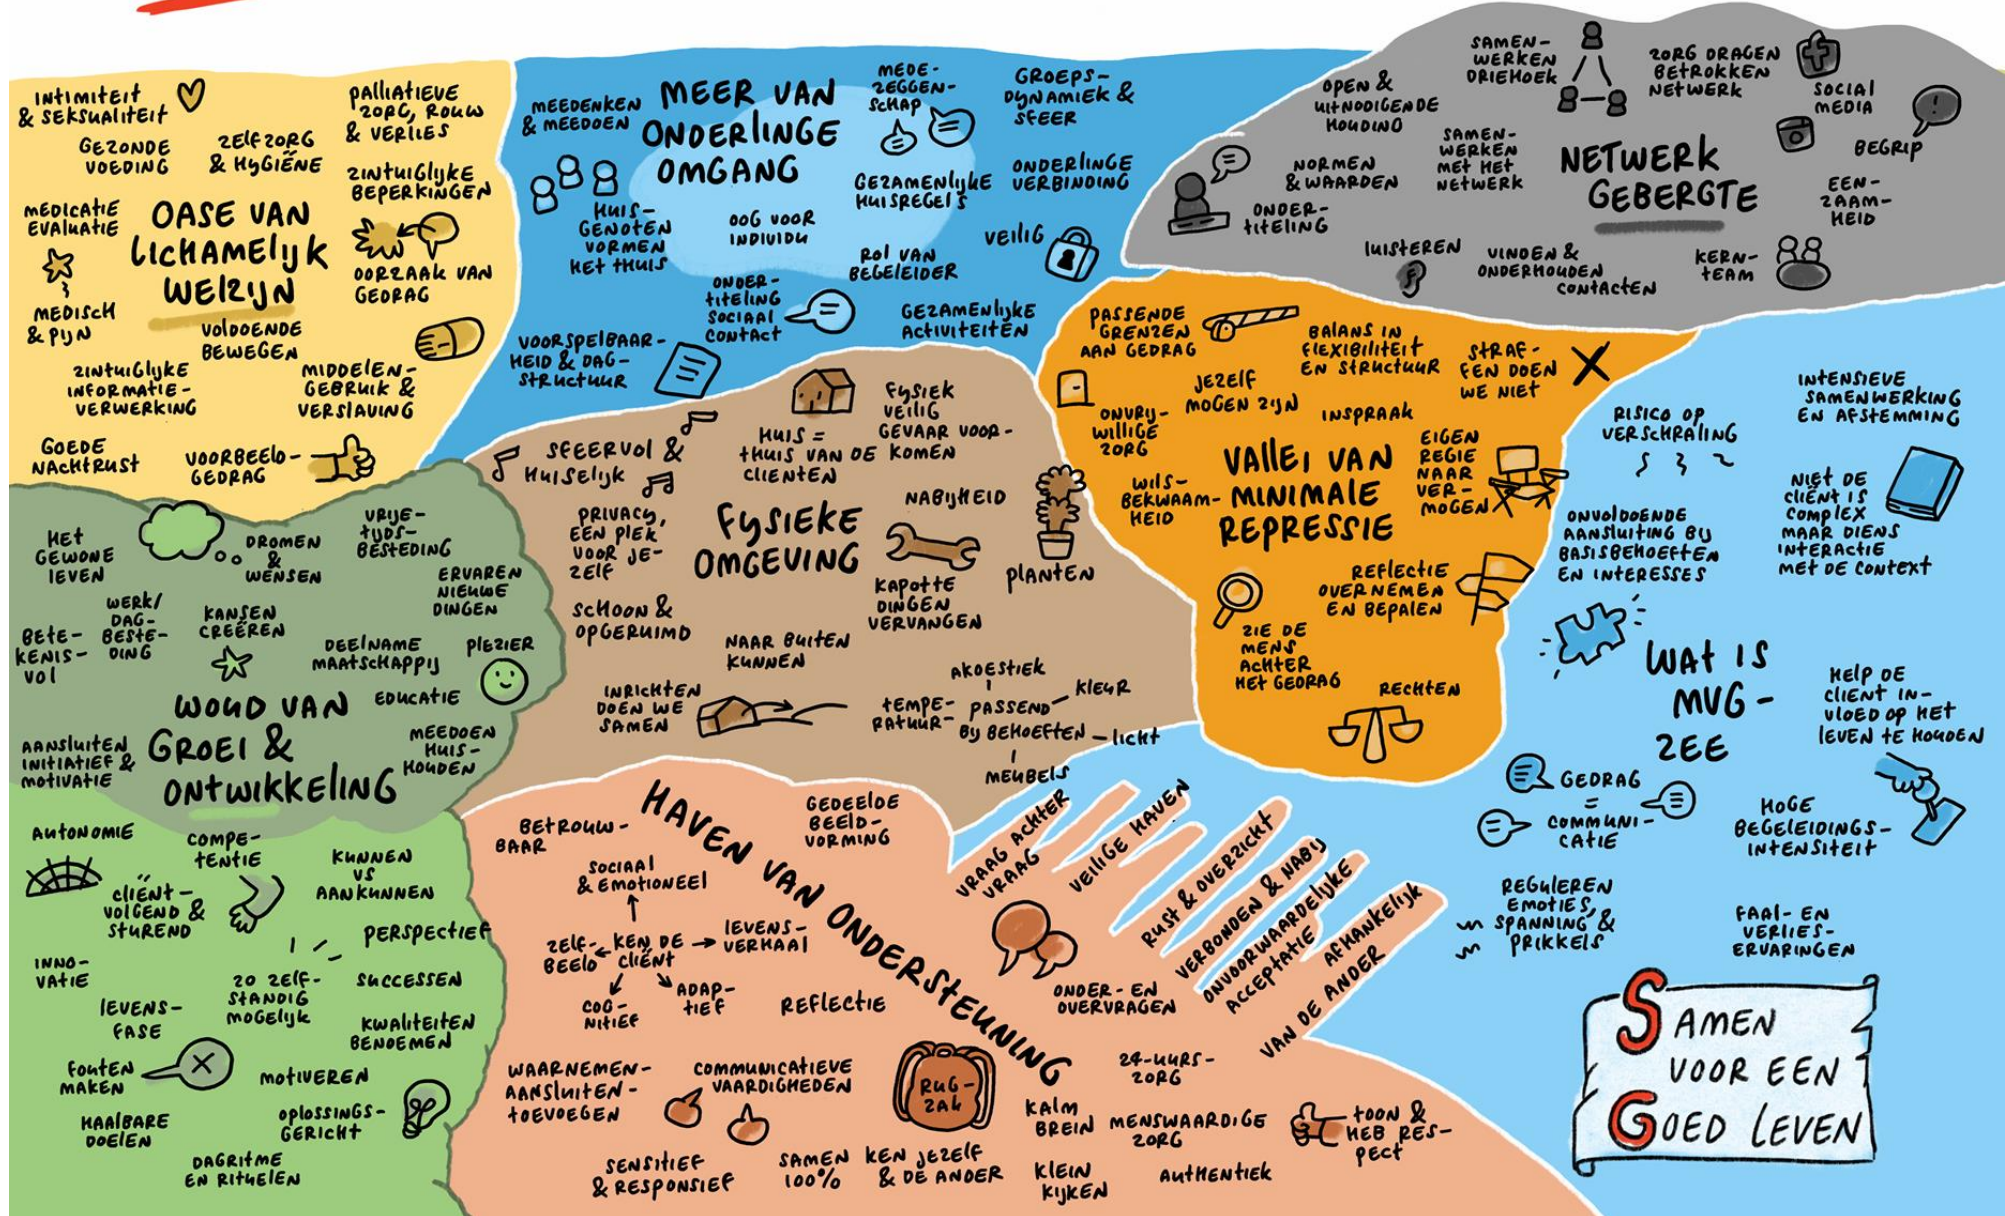 INTIMITEIT
& SEKSUALITEIT
GEZONDE
VOEDING
ZELFZORG
& HYGIËNE
PALLIATIEVE
ZORG, ROUW
& VERLIES
ZINTUIGLIJKE
BEPERKINGEN
MEDICATIE
EVALUATIE
OASE VAN
LICHAMELIJK
WELZIJN
OORZAAK VAN
GEDRAG
MEDISCH
& PIJN
VOLDOENDE
BEWEGEN
ZINTUIGLIJKE
INFORMATIE-
VERWERKING
MIDDELEN-
GEBRUIK &
VERSLAVING
GOEDE
NACHTRUST
VOORBEELD-
GEDRAG
MEEDENKEN
& MEEDOEN
MEER VAN
ONDERLINGE
OMGANG
MEDE-
ZEGGEN-
SCHAP
GROEPS-
DYNAMIEK &
SFEER
HUIS-
GENOTEN
VORMEN
HET THUIS
OOG VOOR
INDIVIDU
GEZAMENLIJKE
HUISREGELS
ONDERLINGE
VERBINDING
ROL VAN
BEGELEIDER
VEILIG
ONDER-
TITELING
SOCIAAL
CONTACT
GEZAMENLIJKE
ACTIVITEITEN
VOORSPELBAAR-
HEID & DAG-
STRUCTUUR
OPEN &
UITNODIGENDE
HOUDING
SAMEN-
WERKEN
DRIEHOEK
ZORG DRAGEN
BETROKKEN
NETWERK
SOCIAL
MEDIA
NORMEN
& WAARDEN
SAMEN-
WERKEN
MET HET
NETWERK
NETWERK
GEBERGTE
BEGRIP
ONDER-
TITELING
EEN-
ZAAM-
HEID
LUISTEREN
VINDEN &
ONDERHOUDEN
CONTACTEN
KERN-
TEAM
PASSENDE
GRENZEN
AAN GEDRAG
BALANS IN
FLEXIBILITEIT
EN STRUCTUUR
STRAF-
FEN DOEN
WE NIET
JEZELF
MOGEN ZIJN
INSPRAAK
ONVRIJ-
WILLIGE
ZORG
VALLEI VAN
MINIMALE
REPRESSIE
EIGEN
REGIE
NAAR
VER-
MOGEN
WILS-
BEKWAAM-
HEID
REFLECTIE
OVERNEMEN
EN BEPALEN
ZIE DE
MENS
ACHTER
HET GEDRAG
RECHTEN
SFEERVOL &
HUISELIJK
HUIS =
THUIS VAN DE
CLIENTEN
FYSIEK
VEILIG
GEVAAR VOOR-
KOMEN
NABIJHEID
PRIVACY,
EEN PLEK
VOOR JE-
ZELF
FYSIEKE
OMGEVING
KAPOTTE
DINGEN
VERVANGEN
PLANTEN
SCHOON &
OPGERUIMD
NAAR BUITEN
KUNNEN
INRICHTEN
DOEN WE
SAMEN
AKOESTIEK
KLEUR
TEMPE-
RATUUR-
PASSEND
BIJ BEHOEFTEN
LICHT
MEUBELS
HET
GEWONE
LEVEN
DROMEN
&
WENSEN
VRIJE-
TIJDS-
BESTEDING
ERVAREN
NIEUWE
DINGEN
BETE-
KENIS-
VOL
WERK/
DAG-
BESTE-
DING
KANSEN
CREËREN
DEELNAME
MAATSCHAPPIJ
PLEZIER
EDUCATIE
WOUD VAN
GROEI &
ONTWIKKELING
AANSLUITEN
INITIATIEF &
MOTIVATIE
MEEDOEN
HUIS-
HOUDEN
AUTONOMIE
COMPE-
TENTIE
KUNNEN
VS
AANKUNNEN
CLIËNT-
VOLGEND &
STUREND
PERSPECTIEF
INNO-
VATIE
ZO ZELF-
STANDIG
MOGELIJK
SUCCESSEN
LEVENS-
FASE
KWALITEITEN
BENOEMEN
FOUTEN
MAKEN
MOTIVEREN
HAALBARE
DOELEN
OPLOSSINGS-
GERICHT
DAGRITME
EN RITUELEN
BETROUW-
BAAR
HAVEN VAN ONDERSTEUNING
GEDEELDE
BEELD-
VORMING
SOCIAAL
& EMOTIONEEL
ZELF-
BEELD
KEN DE
CLIËNT
LEVENS-
VERHAAL
COG-
NITIEF
ADAP-
TIEF
REFLECTIE
VRAAG ACHTER
VRAAG
VEILIGE HAVEN
RUST & OVERZICHT
VERBONDEN & NABIJ
ONVOORWAARDELIJKE
ACCEPTATIE
AFHANKELIJK
VAN DE ANDER
ONDER- EN
OVERVRAGEN
WAARNEMEN-
AANSLUITEN-
TOEVOEGEN
COMMUNICATIEVE
VAARDIGHEDEN
RUG-
ZAK
24-UURS-
ZORG
KALM
BREIN
MENSWAARDIGE
ZORG
TOON &
HEB RES-
PECT
SENSITIEF
& RESPONSIEF
SAMEN
100%
KEN JEZELF
& DE ANDER
KLEIN
KIJKEN
AUTHENTIEK
RISICO OP
VERSCHRALING
INTENSIEVE
SAMENWERKING
EN AFSTEMMING
ONVOLDOENDE
AANSLUITING BIJ
BASISBEHOEFTEN
EN INTERESSES
NIET DE
CLIËNT IS
COMPLEX
MAAR DIENS
INTERACTIE
MET DE CONTEXT
WAT IS
MVG-
ZEE
HELP DE
CLIENT IN-
VLOED OP HET
LEVEN TE HOUDEN
GEDRAG
=
COMMUNI-
CATIE
HOGE
BEGELEIDINGS-
INTENSITEIT
REGULEREN
EMOTIES,
SPANNING &
PRIKKELS
FAAL- EN
VERLIES-
ERVARINGEN
SAMEN
VOOR EEN
GOED LEVEN